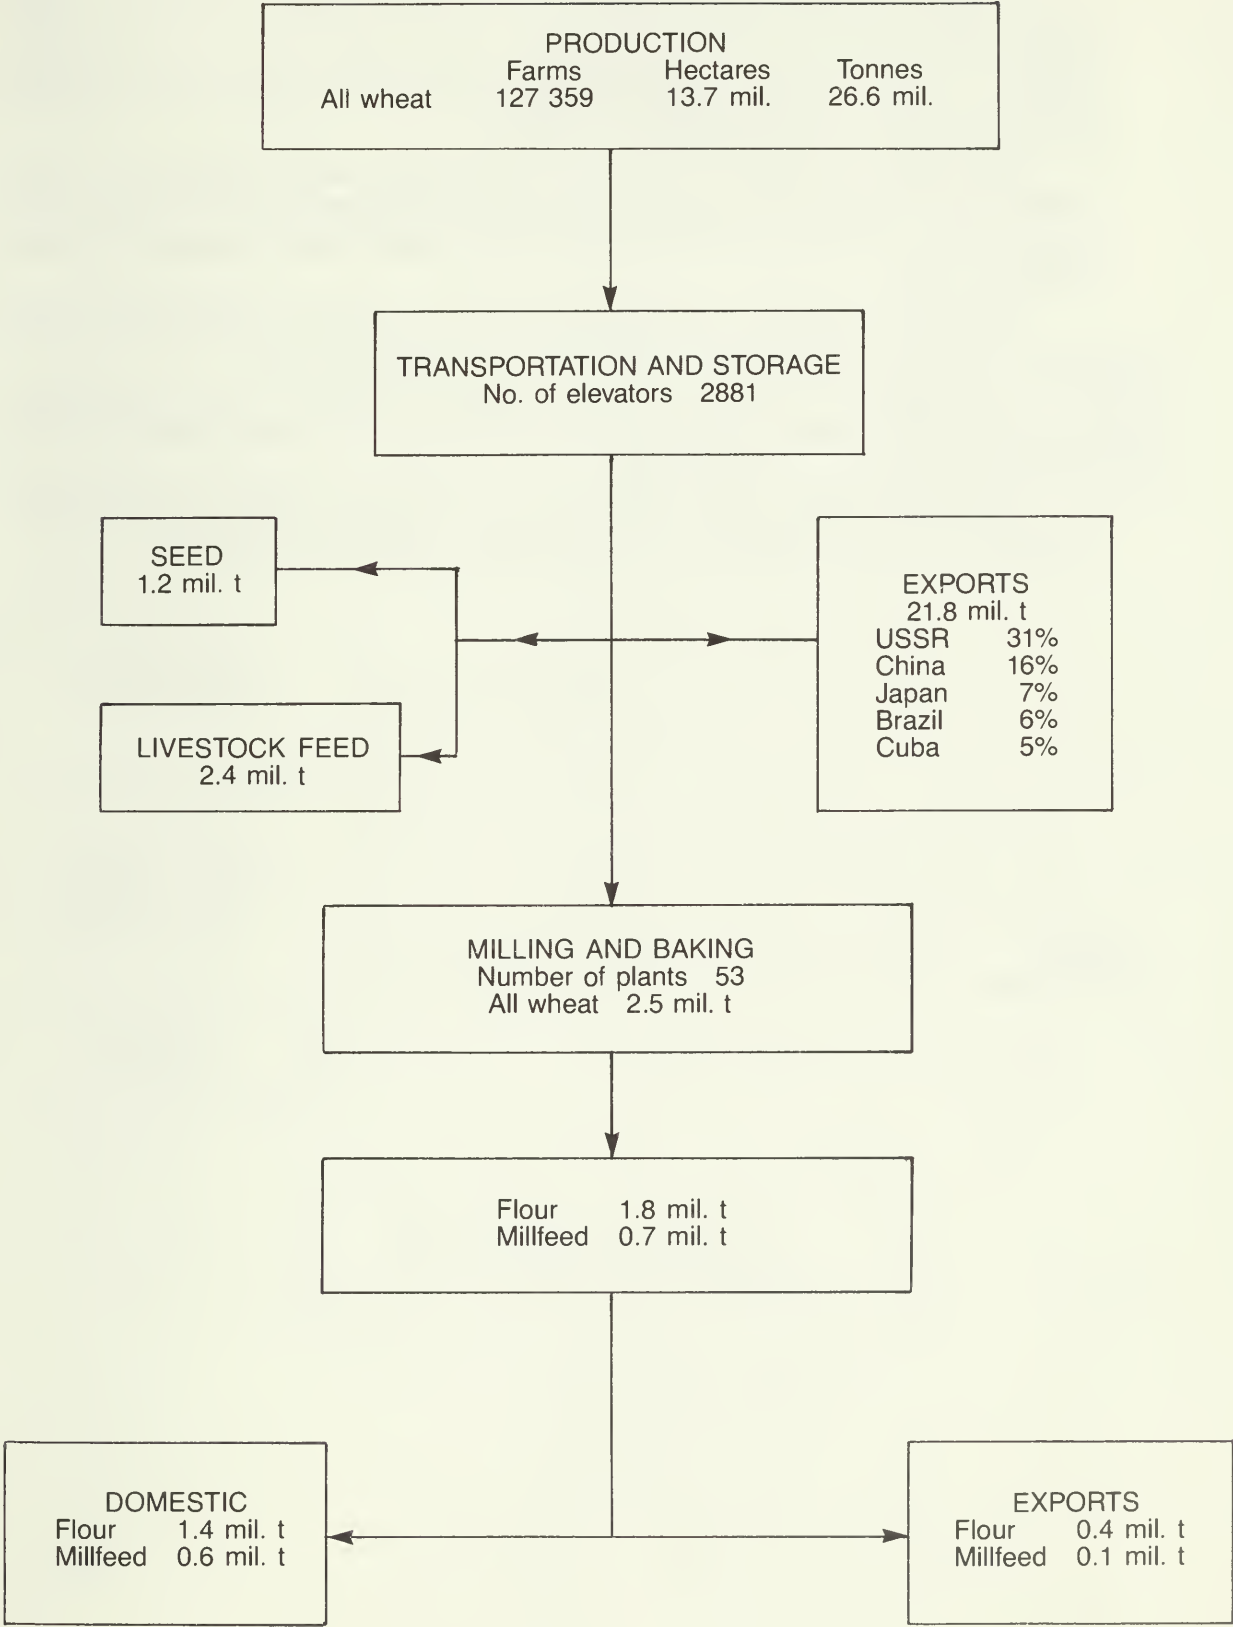 PRODUCTION
Farms Hectares Tonnes
All wheat 127 359 13.7 mil. 26.6 mil.
TRANSPORTATION AND STORAGE
No. of elevators 2881
SEED
1.2 mil. t
EXPORTS
21.8 mil. t
USSR 31%
China 16%
Japan 7%
Brazil 6%
Cuba 5%
LIVESTOCK FEED
2.4 mil. t
MILLING AND BAKING
Number of plants 53
All wheat 2.5 mil. t
Flour 1.8 mil. t
Millfeed 0.7 mil. t
DOMESTIC
Flour 1.4 mil. t
Millfeed 0.6 mil. t
EXPORTS
Flour 0.4 mil. t
Millfeed 0.1 mil. t